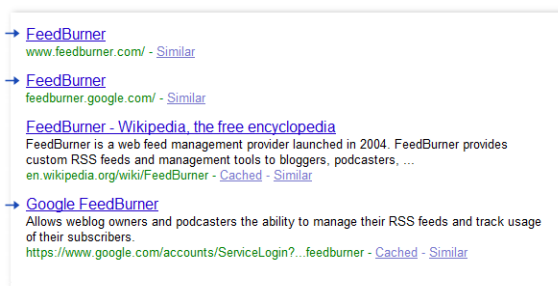 FeedBurner
www.feedburner.com/ - Similar
FeedBurner
feedburner.google.com/ - Similar
FeedBurner - Wikipedia, the free encyclopedia
FeedBurner is a web feed management provider launched in 2004. FeedBurner provides
custom RSS feeds and management tools to bloggers, podcasters, ...
en.wikipedia.org/wiki/FeedBurner - Cached - Similar
Google FeedBurner
Allows weblog owners and podcasters the ability to manage their RSS feeds and track usage
of their subscribers.
https://www.google.com/accounts/ServiceLogin?...feedburner - Cached - Similar